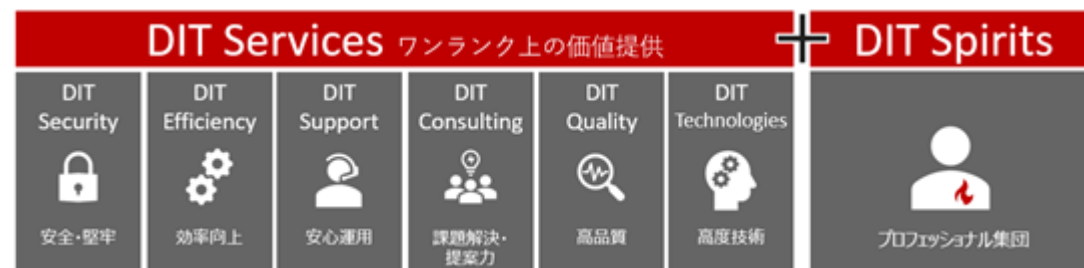 DIT Services ワンランク上の価値提供
+
DIT Spirits
DIT
Security
安全・堅牢
DIT
Efficiency
効率向上
DIT
Support
安心運用
DIT
Consulting
課題解決・
提案力
DIT
Quality
高品質
DIT
Technologies
高度技術
プロフェッショナル集団